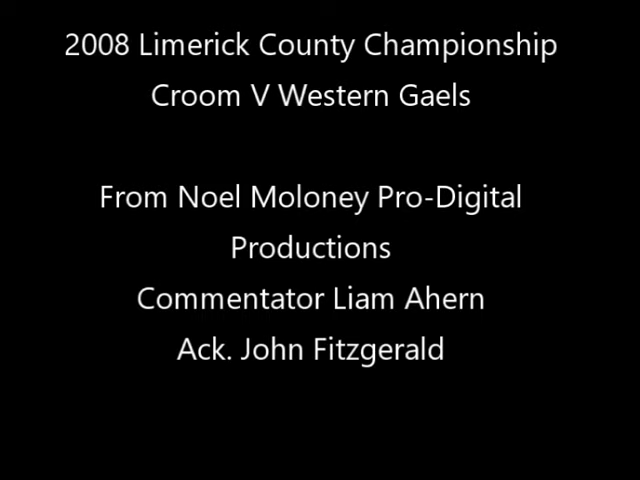 2008 Limerick County Championship
Croom V Western Gaels
From Noel Moloney Pro-Digital
Productions
Commentator Liam Ahern
Ack. John Fitzgerald